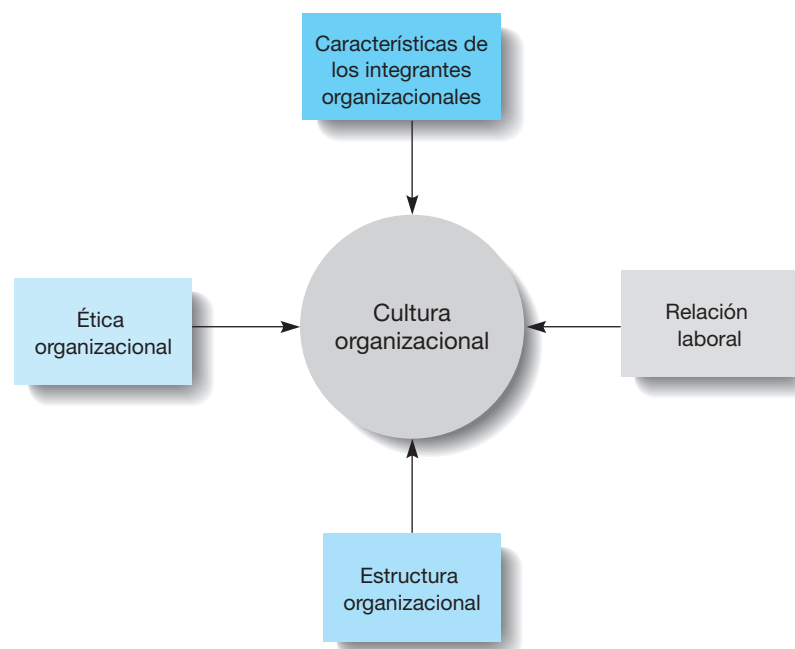 Características de
los integrantes
organizacionales
Ética
organizacional
Cultura
organizacional
Relación
laboral
Estructura
organizacional